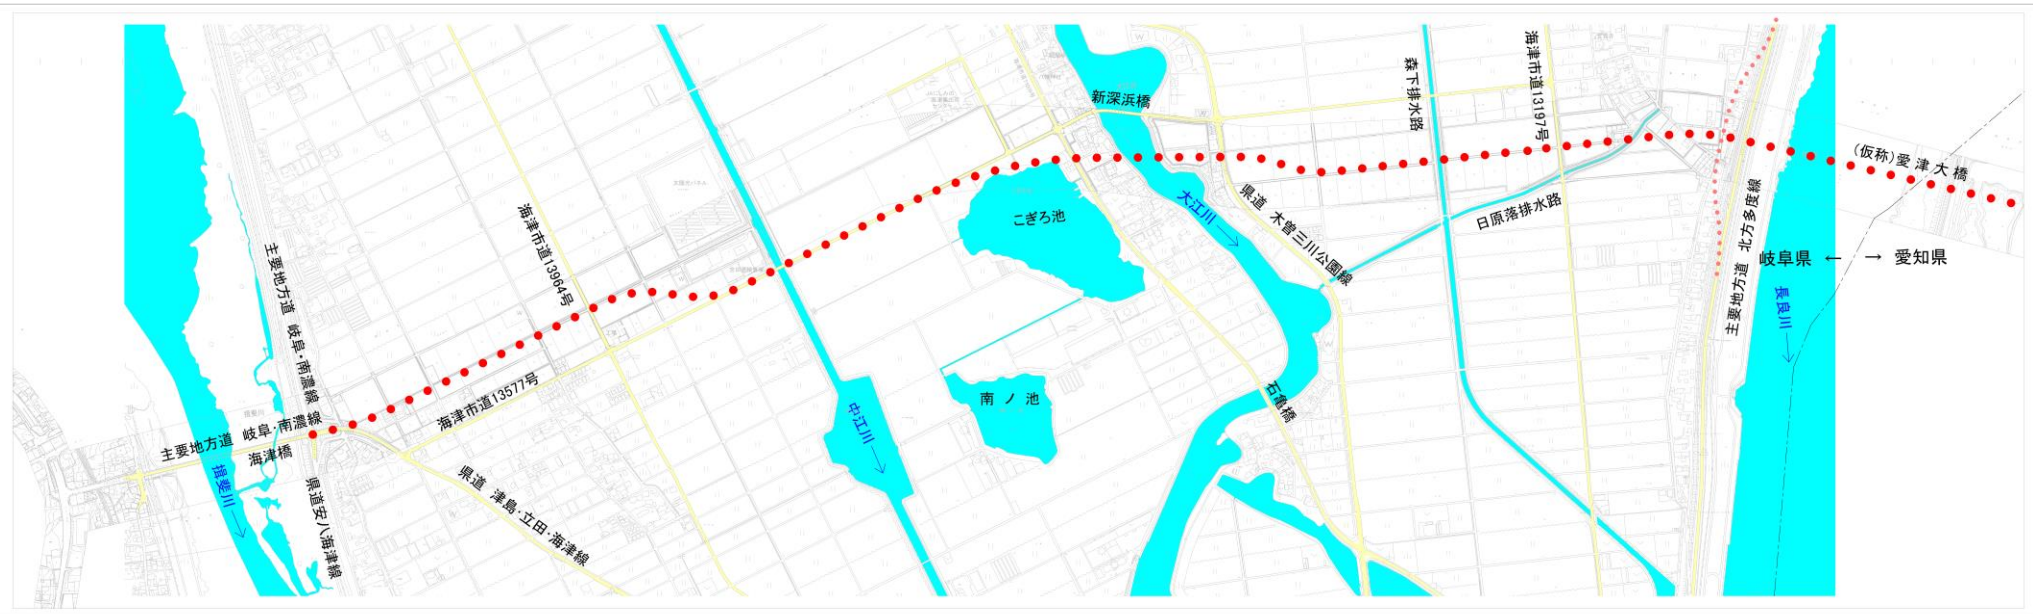 主要地方道 岐阜・南濃線
海津橋
揖斐川
主要地方道 岐阜・南濃線
県道安八海津線
県道 津島・立田・海津線
海津市道13577号
海津市道13964号
中江川
南ノ池
こぎろ池
新深浜橋
大江川
石亀橋
県道 木曽三川公園線
森下排水路
日原落排水路
海津市道13197号
主要地方道 北方多度線
(仮称)愛津大橋
岐阜県 ← → 愛知県
長良川